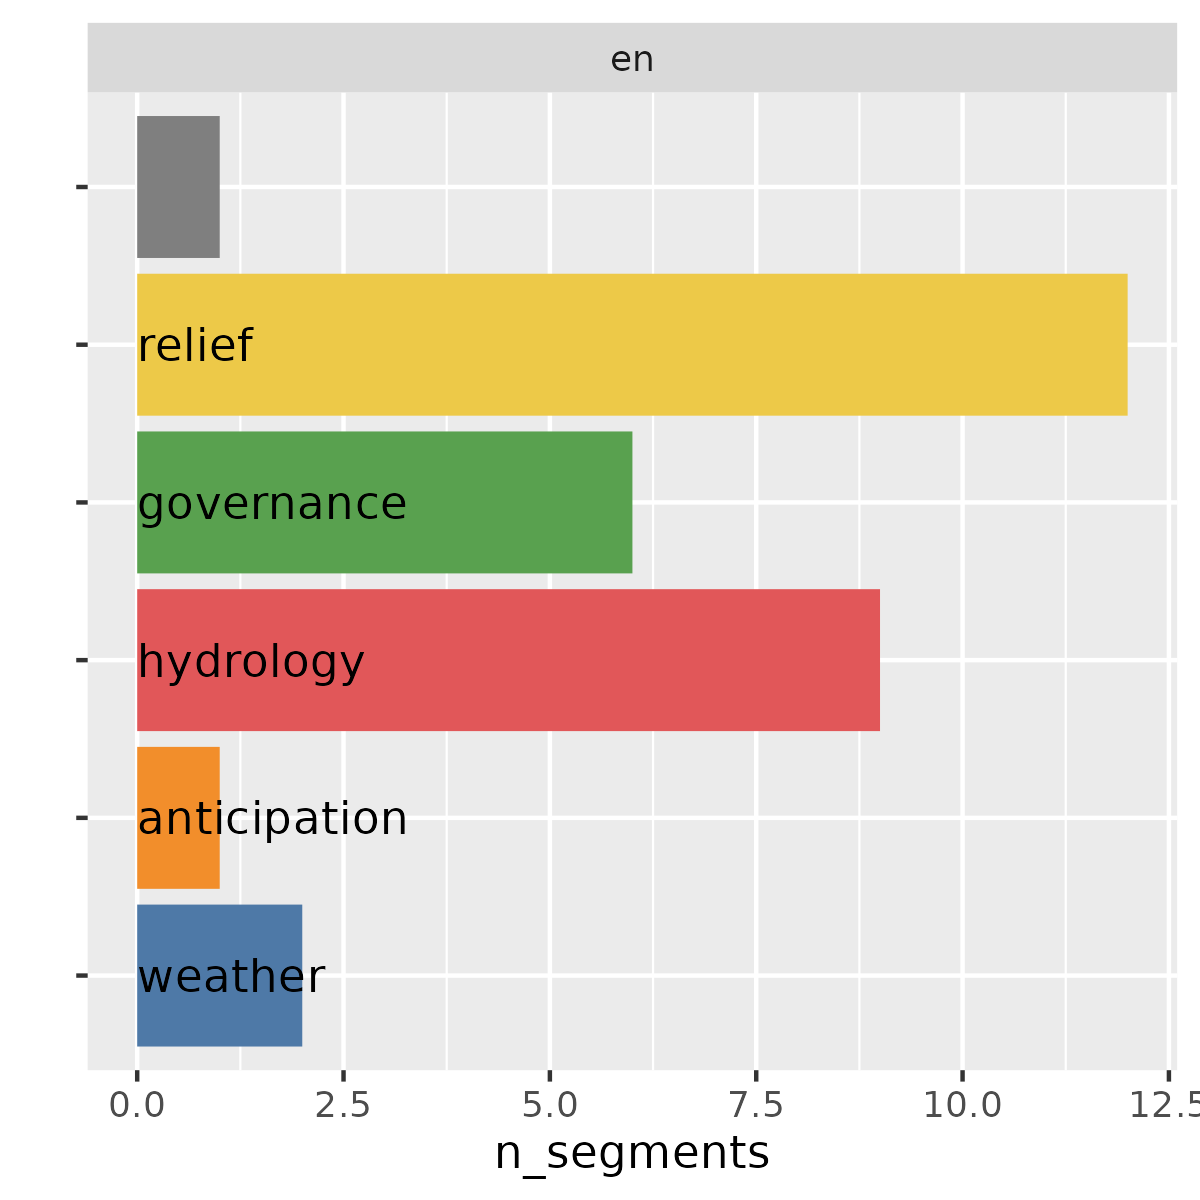 en
relief
governance
hydrology
anticipation
weather
0.0 2.5 5.0 7.5 10.0 12.5
n_segments